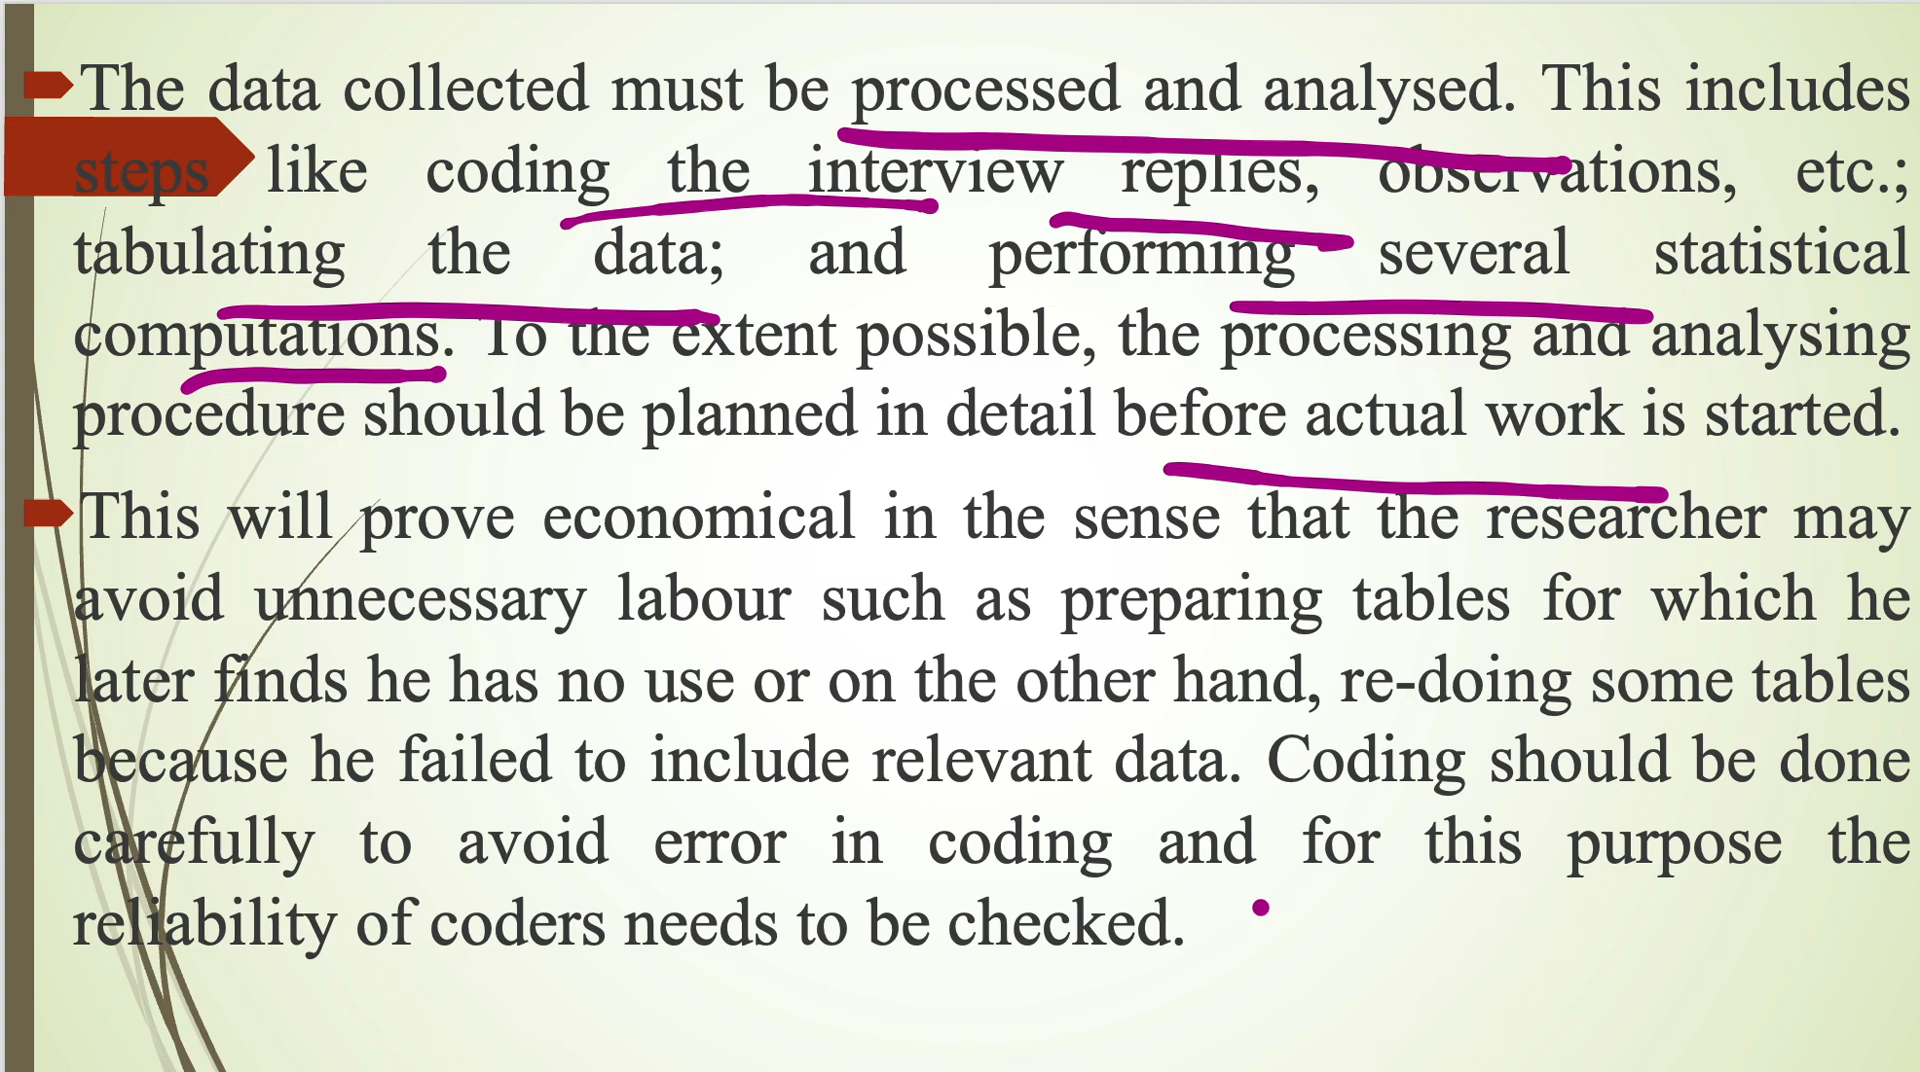 The data collected must be processed and analysed. This includes
steps like coding the interview replies, observations, etc.;
tabulating the data; and performing several statistical
computations. To the extent possible, the processing and analysing
procedure should be planned in detail before actual work is started.
This will prove economical in the sense that the researcher may
avoid unnecessary labour such as preparing tables for which he
later finds he has no use or on the other hand, re-doing some tables
because he failed to include relevant data. Coding should be done
carefully to avoid error in coding and for this purpose the
reliability of coders needs to be checked.